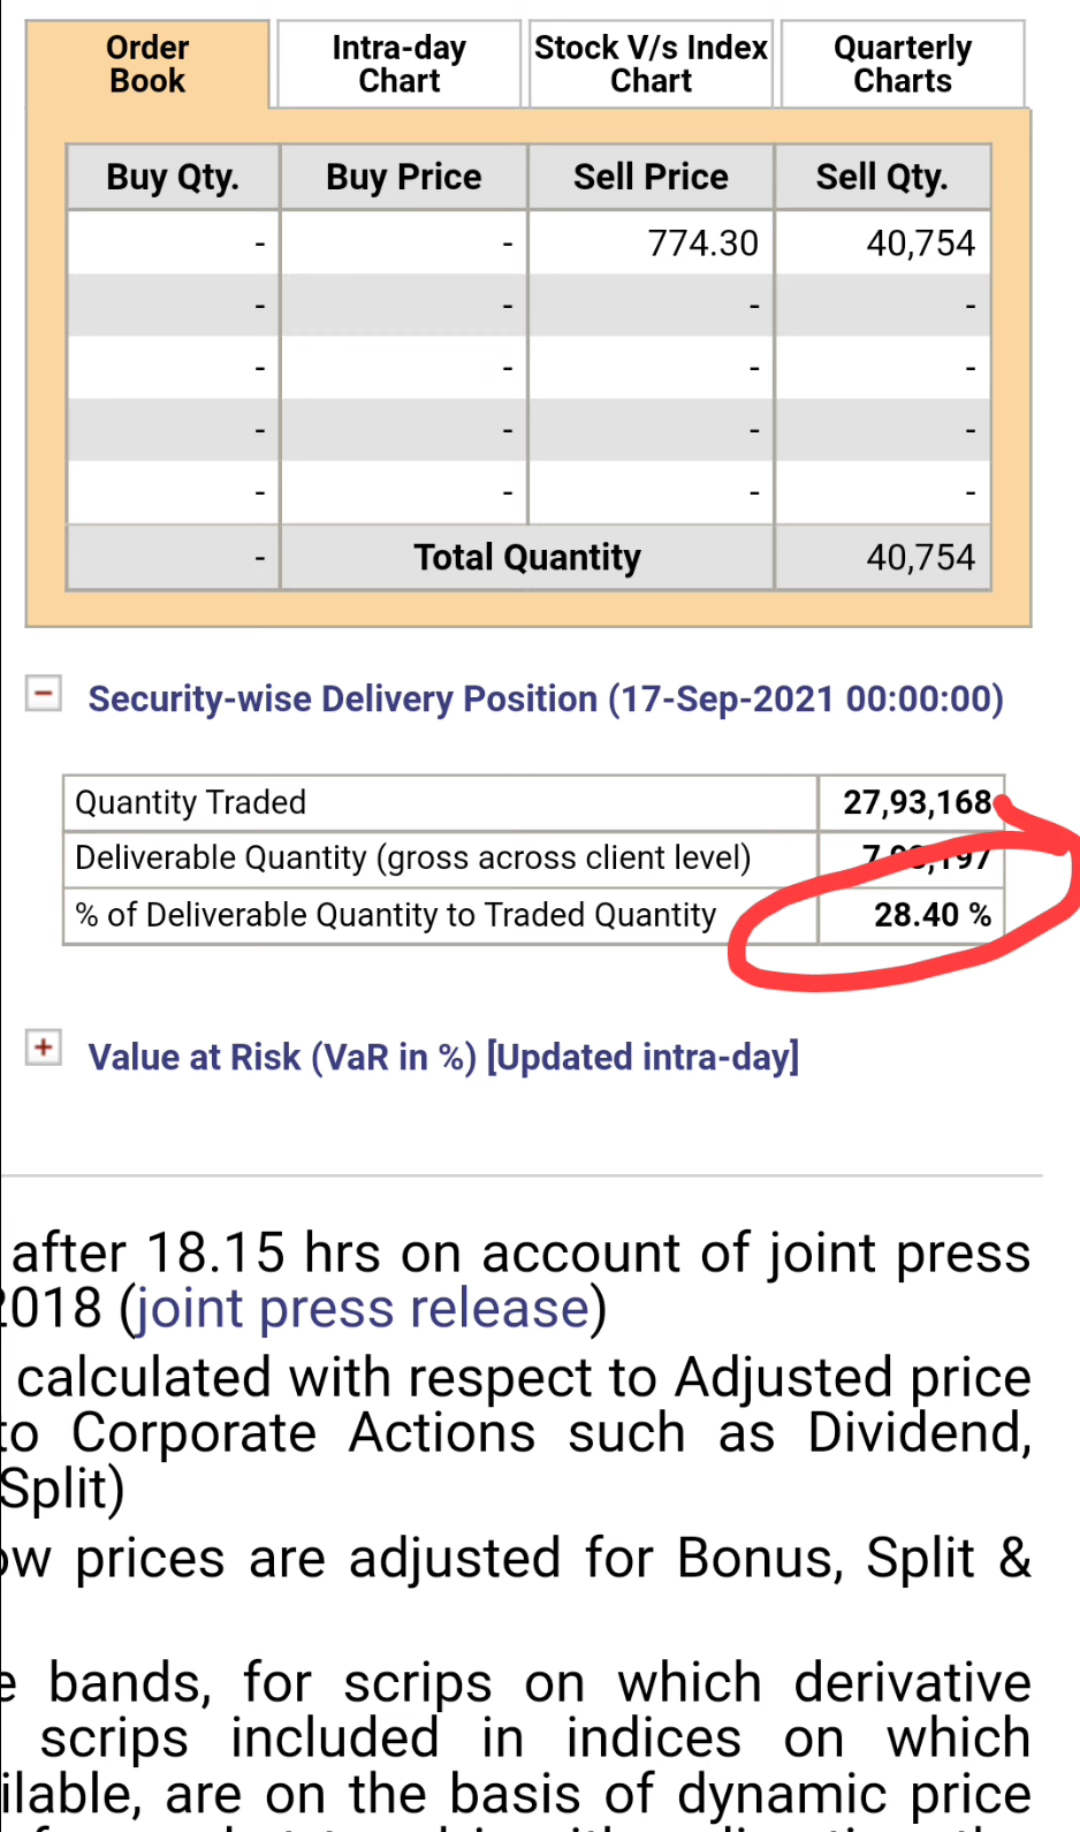 Order Book
Intra-day Chart
Stock V/s Index Chart
Quarterly Charts
Buy Qty. Buy Price Sell Price Sell Qty.
- - 774.30 40,754
- - - -
- - - -
- - - -
- - - -
- Total Quantity 40,754
Security-wise Delivery Position (17-Sep-2021 00:00:00)
Quantity Traded 27,93,168
Deliverable Quantity (gross across client level)
% of Deliverable Quantity to Traded Quantity 28.40 %
Value at Risk (VaR in %) [Updated intra-day]
after 18.15 hrs on account of joint press
2018 (joint press release)
calculated with respect to Adjusted price
to Corporate Actions such as Dividend,
Split)
prices are adjusted for Bonus, Split &
bands, for scrips on which derivative
scrips included in indices on which
are on the basis of dynamic price